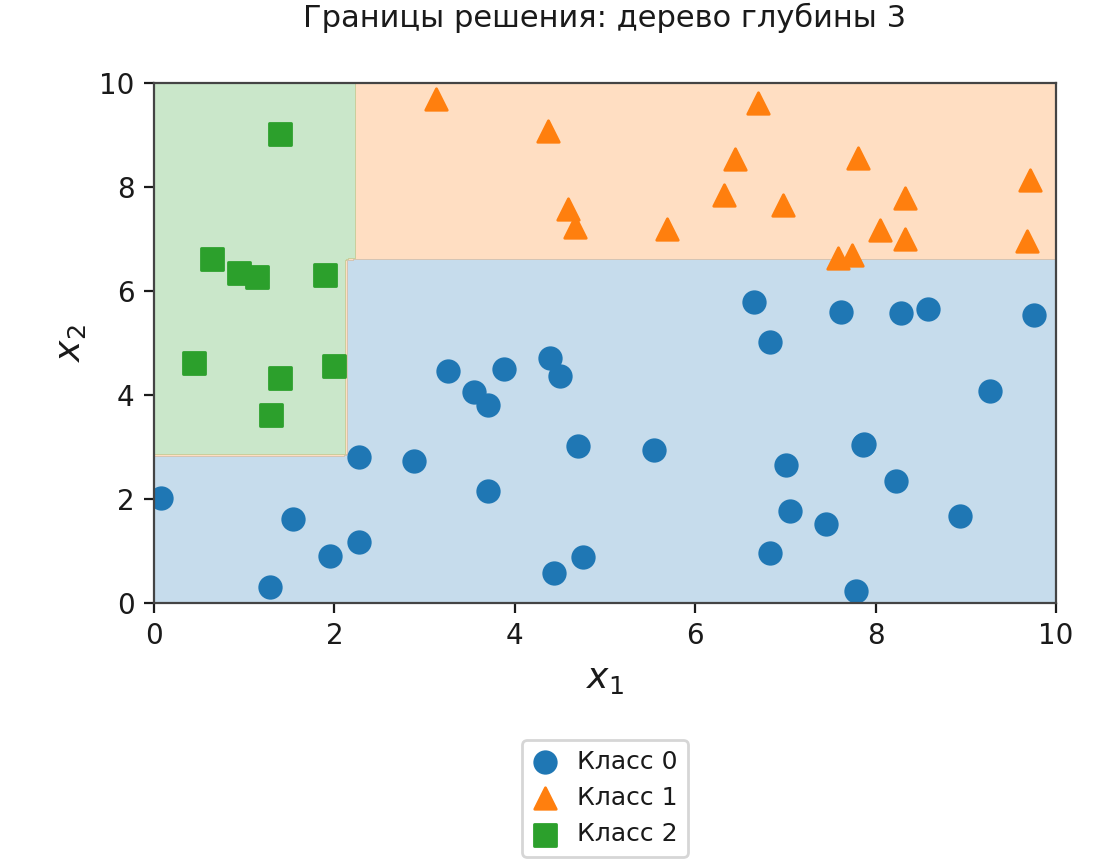 Границы решения: дерево глубины 3
10
8
6
4
2
0
x₂
0 2 4 6 8 10
x₁
Класс 0
Класс 1
Класс 2